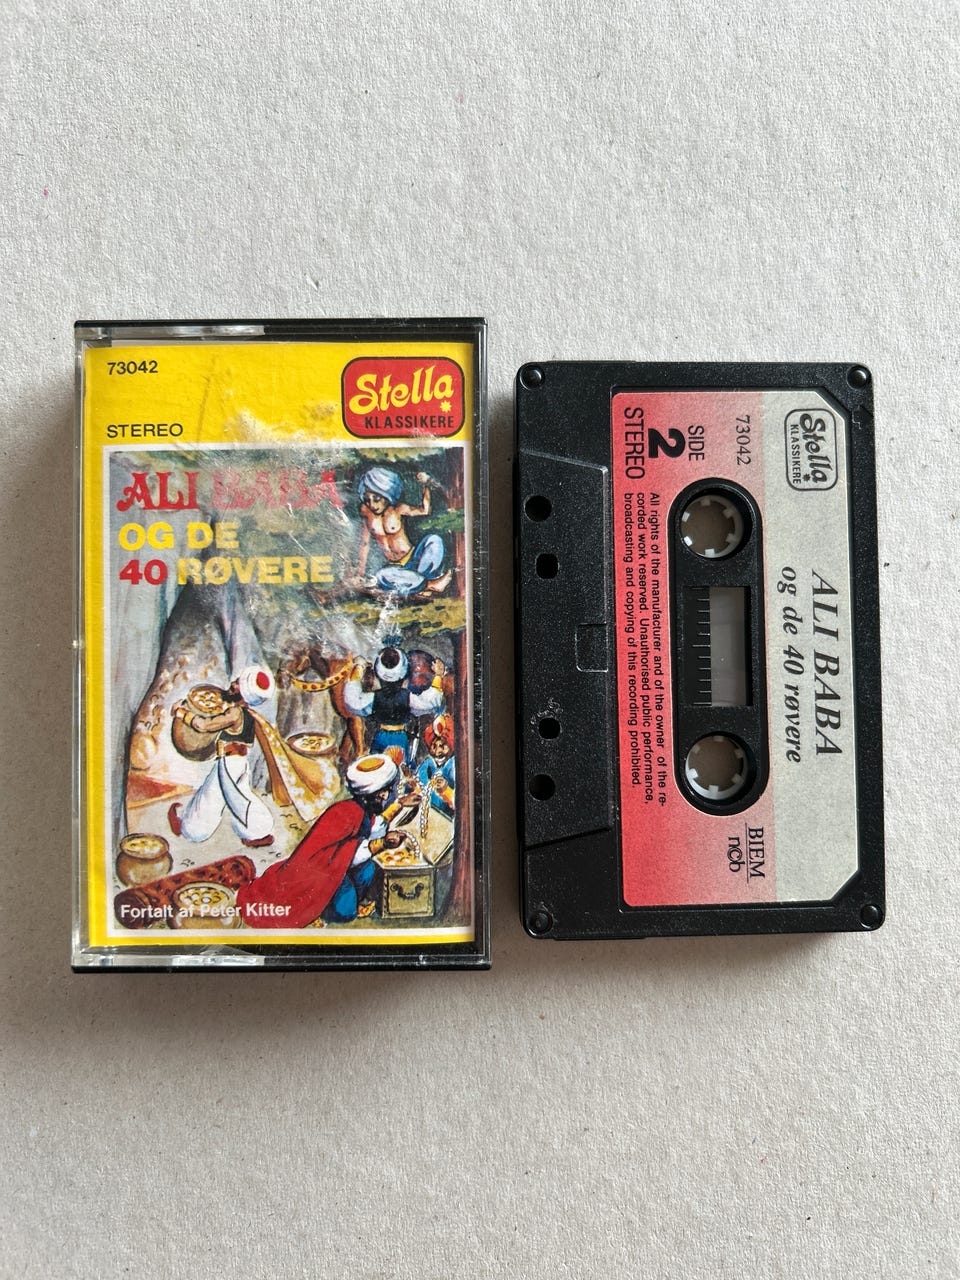 73042
Stella
KLASSIKERE
STEREO
ALI BABA
OG DE
40 RØVERE
Fortalt af Peter Kitter
Stella
KLASSIKERE
ALI BABA
og de 40 røvere
73042
SIDE
2
STEREO
BIEM
ncb
All rights of the manufacturer and of the owner of the re-
corded work reserved. Unauthorised public performance,
broadcasting and copying of this recording prohibited.